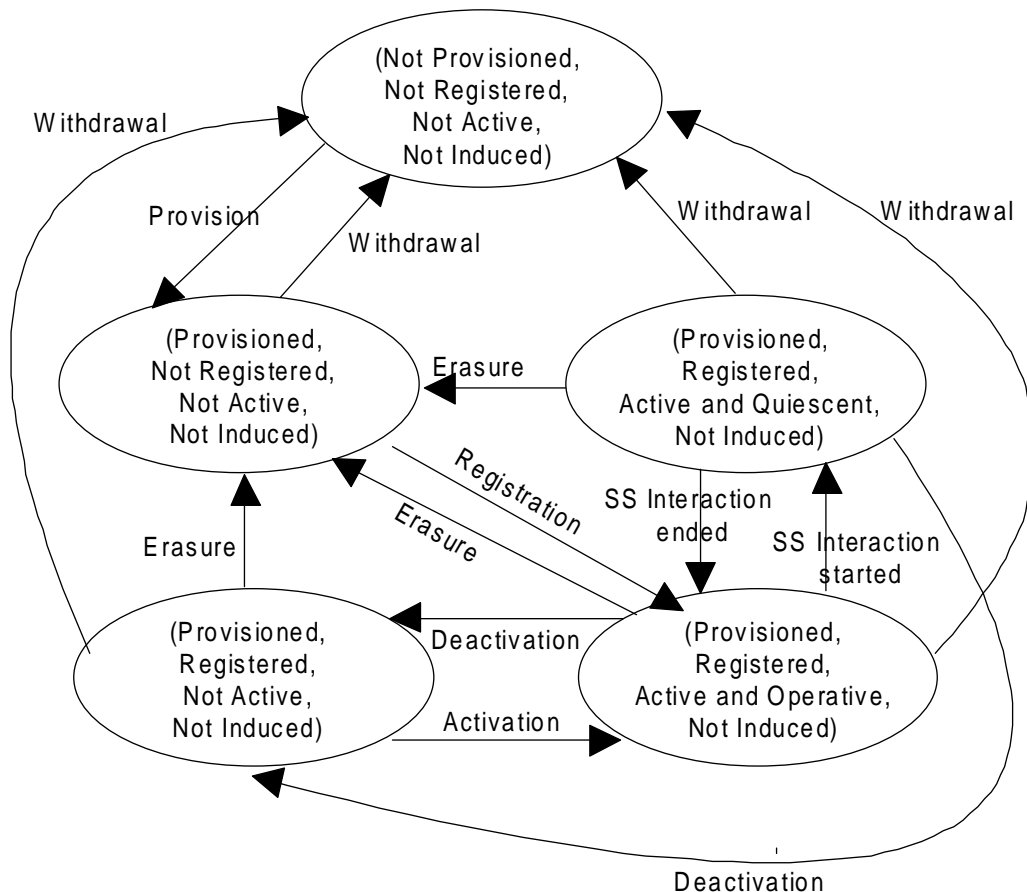 (Not Provisioned,
Not Registered,
Not Active,
Not Induced)
Withdrawal
Provision
Withdrawal
Withdrawal
Withdrawal
(Provisioned,
Not Registered,
Not Active,
Not Induced)
Erasure
(Provisioned,
Registered,
Active and Quiescent,
Not Induced)
Registration
Erasure
SS Interaction
ended
SS Interaction
started
Erasure
(Provisioned,
Registered,
Not Active,
Not Induced)
Deactivation
Activation
(Provisioned,
Registered,
Active and Operative,
Not Induced)
Deactivation